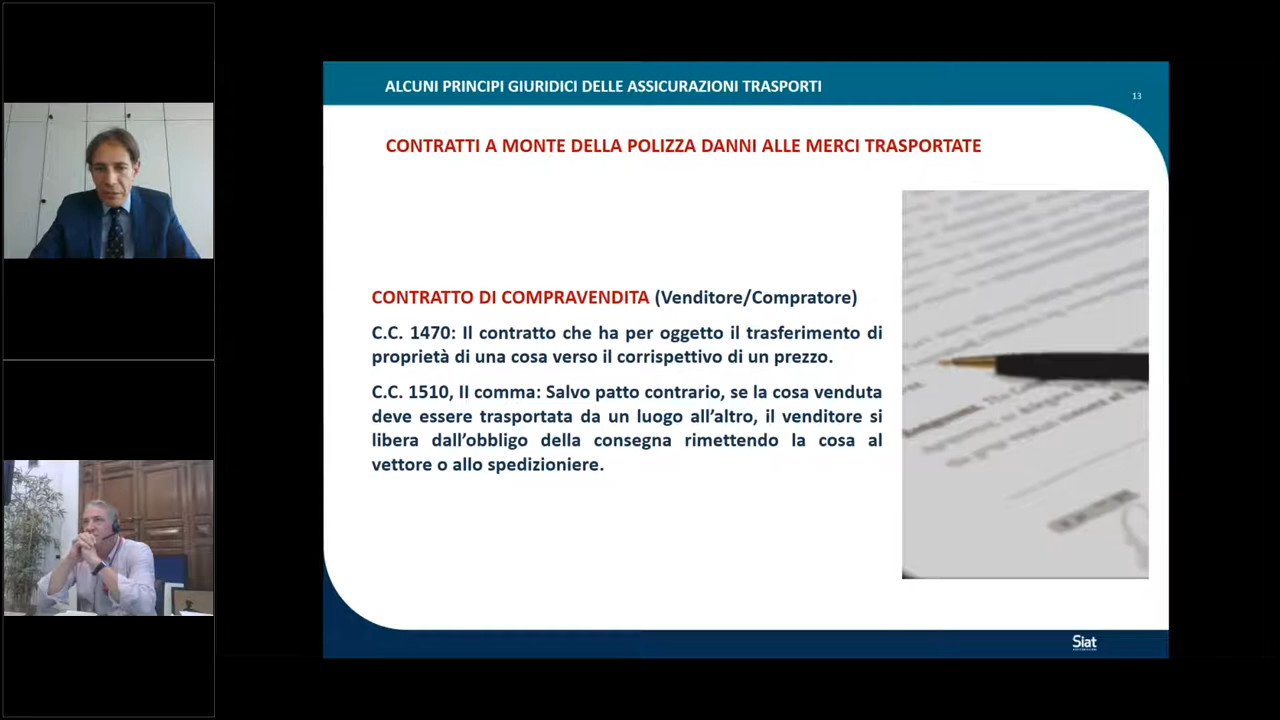 ALCUNI PRINCIPI GIURIDICI DELLE ASSICURAZIONI TRASPORTI
13
CONTRATTI A MONTE DELLA POLIZZA DANNI ALLE MERCI TRASPORTATE
CONTRATTO DI COMPRAVENDITA (Venditore/Compratore)
C.C. 1470: Il contratto che ha per oggetto il trasferimento di
proprietà di una cosa verso il corrispettivo di un prezzo.
C.C. 1510, II comma: Salvo patto contrario, se la cosa venduta
deve essere trasportata da un luogo all’altro, il venditore si
libera dall’obbligo della consegna rimettendo la cosa al
vettore o allo spedizioniere.
Siat